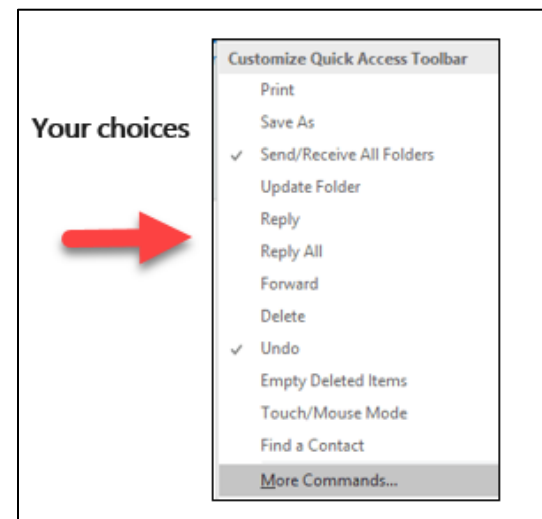 Customize Quick Access Toolbar
Print
Your choices
Save As
✓ Send/Receive All Folders
Update Folder
Reply
Reply All
Forward
Delete
✓ Undo
Empty Deleted Items
Touch/Mouse Mode
Find a Contact
More Commands...